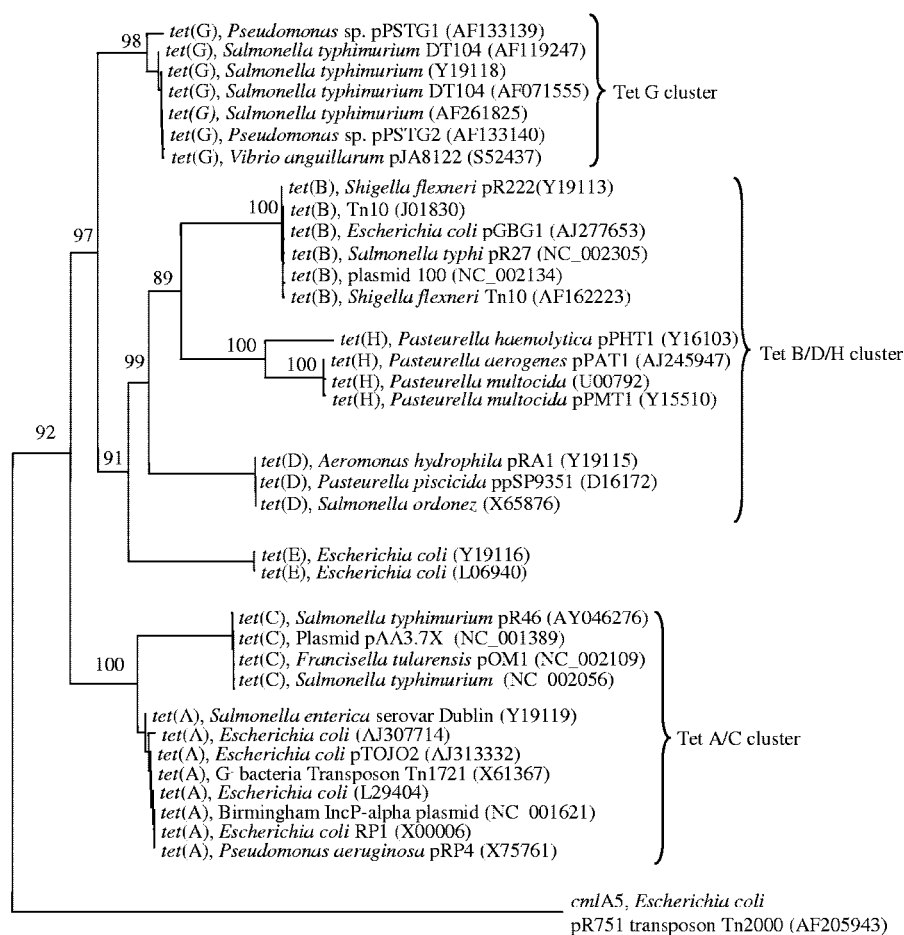 98
tet(G), Pseudomonas sp. pPSTG1 (AF133139)
tet(G), Salmonella typhimurium DT104 (AF119247)
tet(G), Salmonella typhimurium (Y19118)
tet(G), Salmonella typhimurium DT104 (AF071555)
tet(G), Salmonella typhimurium (AF261825)
tet(G), Pseudomonas sp. pPSTG2 (AF133140)
tet(G), Vibrio anguillarum pJA8122 (S52437)
Tet G cluster
97
100
tet(B), Shigella flexneri pR222(Y19113)
tet(B), Tn10 (J01830)
tet(B), Escherichia coli pGBG1 (AJ277653)
tet(B), Salmonella typhi pR27 (NC_002305)
tet(B), plasmid 100 (NC_002134)
tet(B), Shigella flexneri Tn10 (AF162223)
89
100
tet(H), Pasteurella haemolytica pPHT1 (Y16103)
100
tet(H), Pasteurella aerogenes pPAT1 (AJ245947)
tet(H), Pasteurella multocida (U00792)
tet(H), Pasteurella multocida pPMT1 (Y15510)
Tet B/D/H cluster
99
92
91
tet(D), Aeromonas hydrophila pRA1 (Y19115)
tet(D), Pasteurella piscicida ppSP9351 (D16172)
tet(D), Salmonella ordonez (X65876)
tet(E), Escherichia coli (Y19116)
tet(E), Escherichia coli (L06940)
100
tet(C), Salmonella typhimurium pR46 (AY046276)
tet(C), Plasmid pAA3.7X (NC_001389)
tet(C), Francisella tularensis pOM1 (NC_002109)
tet(C), Salmonella typhimurium (NC 002056)
tet(A), Salmonella enterica serovar Dublin (Y19119)
tet(A), Escherichia coli (AJ307714)
tet(A), Escherichia coli pTOJO2 (AJ313332)
tet(A), G- bacteria Transposon Tn1721 (X61367)
tet(A), Escherichia coli (L29404)
tet(A), Birmingham IncP-alpha plasmid (NC 001621)
tet(A), Escherichia coli RP1 (X00006)
tet(A), Pseudomonas aeruginosa pRP4 (X75761)
Tet A/C cluster
cmlA5, Escherichia coli
pR751 transposon Tn2000 (AF205943)